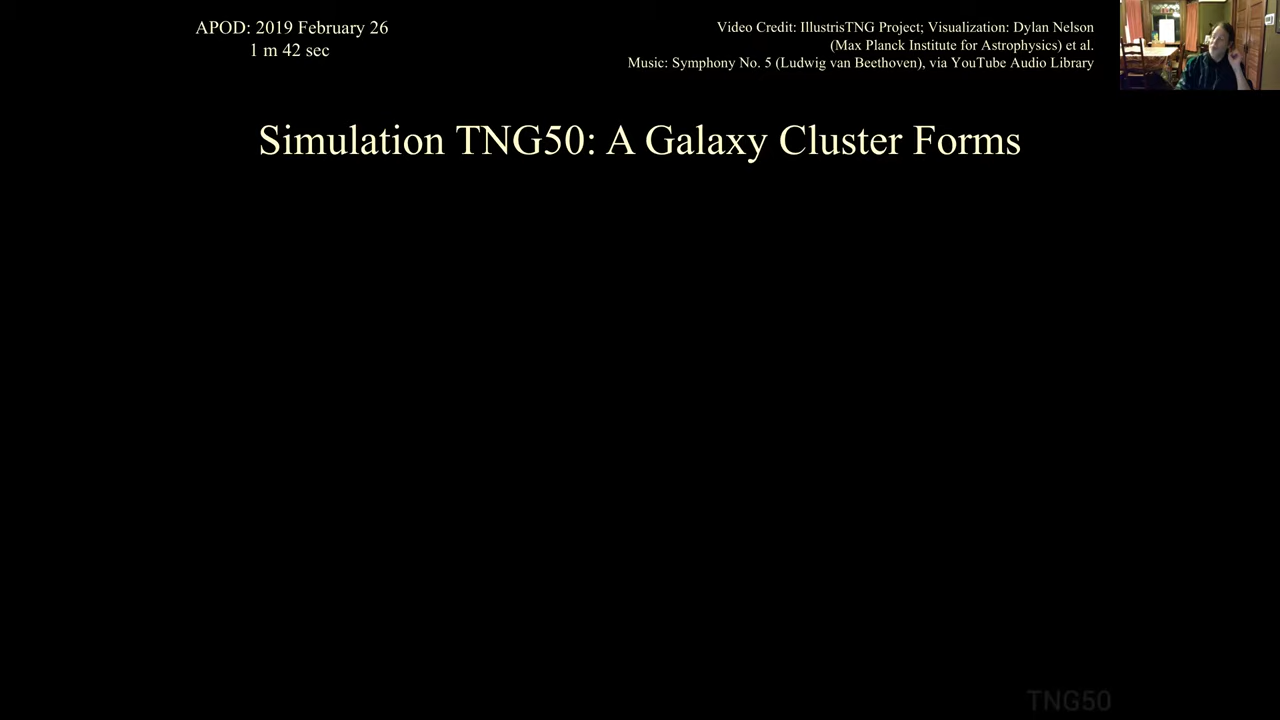 APOD: 2019 February 26
1 m 42 sec
Video Credit: IllustrisTNG Project; Visualization: Dylan Nelson
(Max Planck Institute for Astrophysics) et al.
Music: Symphony No. 5 (Ludwig van Beethoven), via YouTube Audio Library
Simulation TNG50: A Galaxy Cluster Forms
TNG50